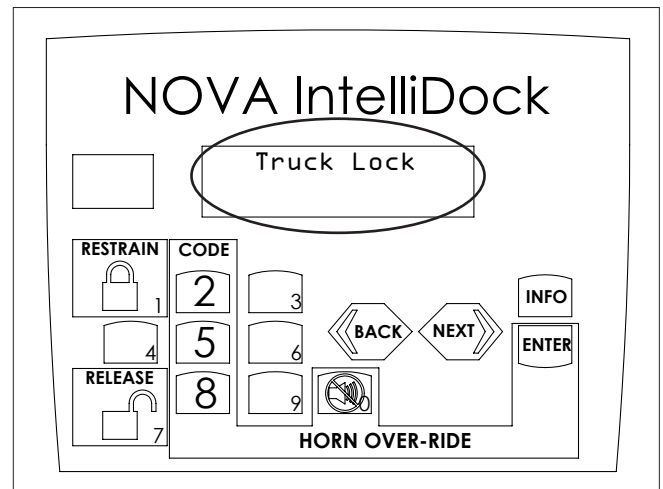 NOVA IntelliDock
Truck Lock
RESTRAIN
CODE
1
2
3
BACK
NEXT
INFO
4
5
6
ENTER
RELEASE
7
8
9
0
HORN OVER-RIDE